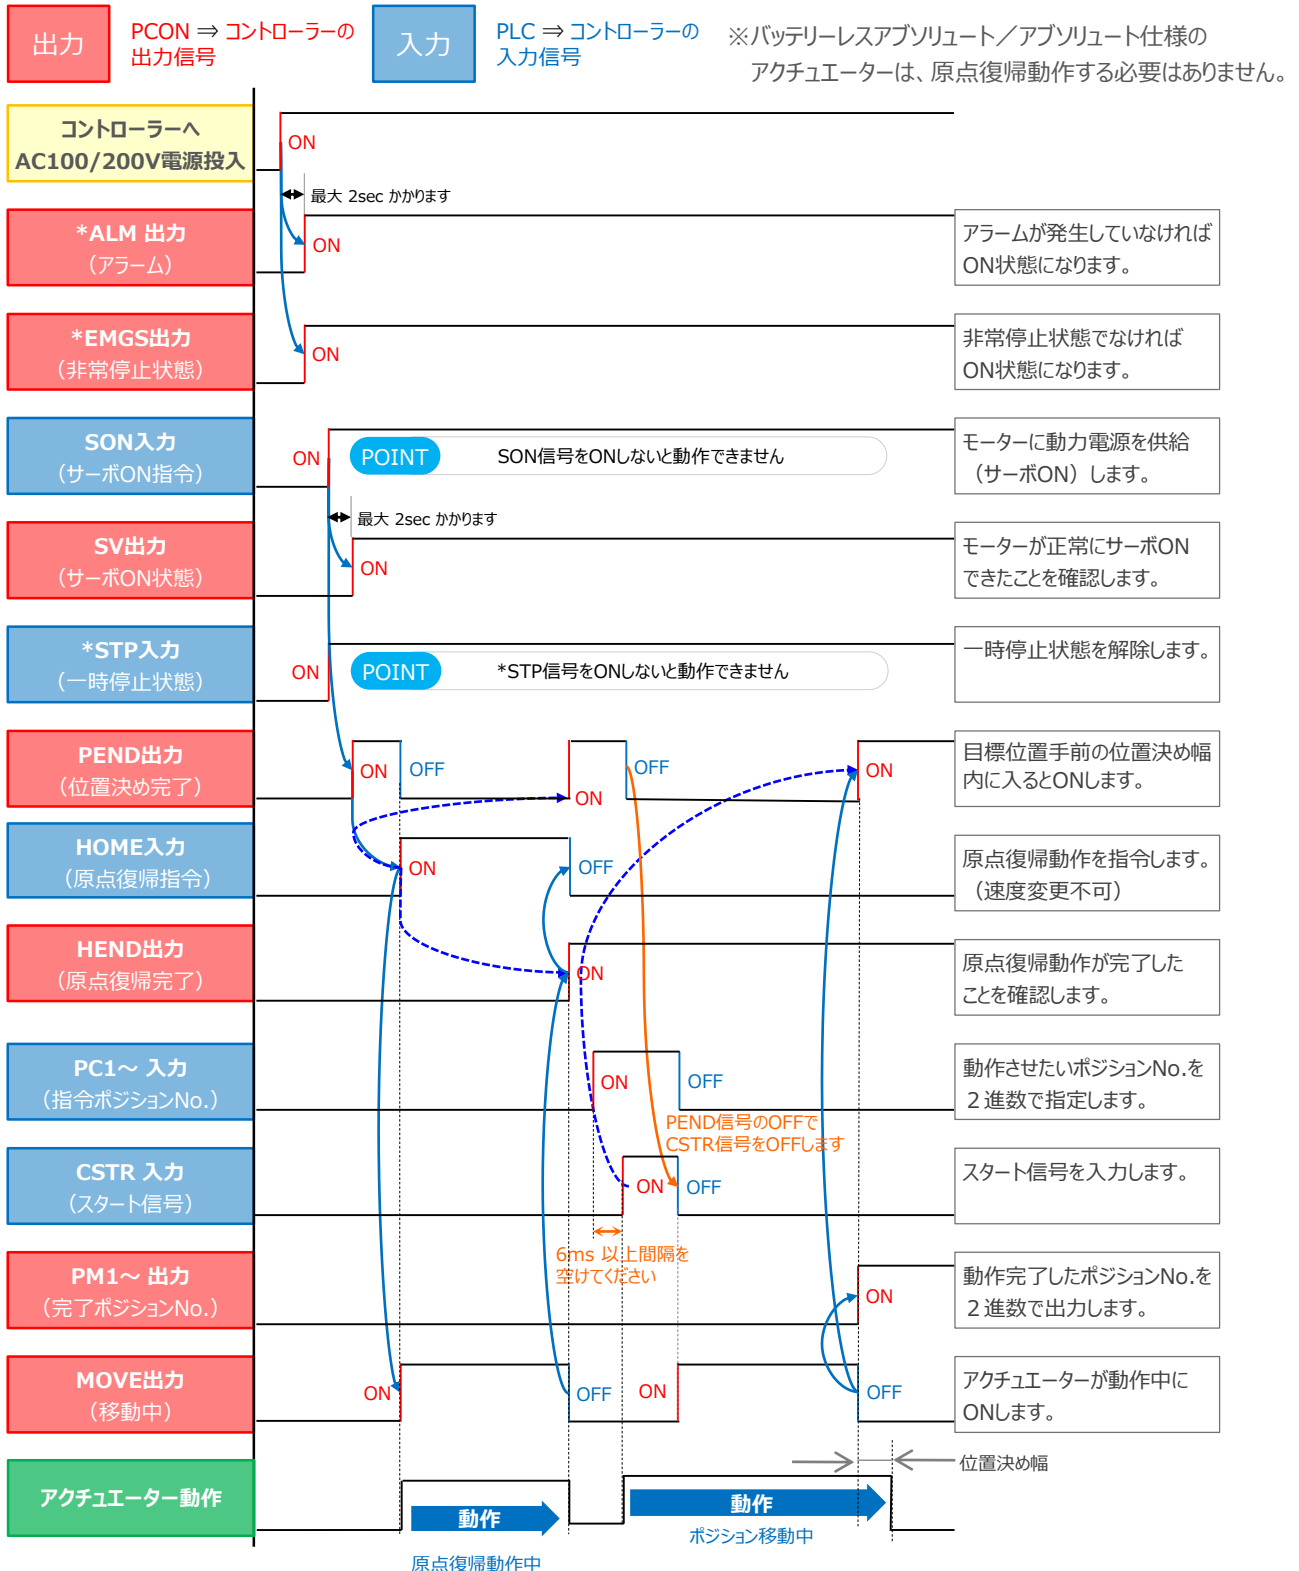 出力
PCON ⇒ コントローラーの
出力信号
入力
PLC ⇒ コントローラーの
入力信号
※バッテリーレスアブソリュート／アブソリュート仕様の
アクチュエーターは、原点復帰動作する必要はありません。
コントローラーへ
AC100/200V電源投入
ON
最大 2sec かかります
*ALM 出力
（アラーム）
ON
アラームが発生していなければ
ON状態になります。
*EMGS出力
（非常停止状態）
ON
非常停止状態でなければ
ON状態になります。
SON入力
（サーボON指令）
ON
POINT
SON信号をONしないと動作できません
モーターに動力電源を供給
（サーボON）します。
最大 2sec かかります
SV出力
（サーボON状態）
ON
モーターが正常にサーボON
できたことを確認します。
*STP入力
（一時停止状態）
ON
POINT
*STP信号をONしないと動作できません
一時停止状態を解除します。
PEND出力
（位置決め完了）
ON
OFF
ON
OFF
ON
目標位置手前の位置決め幅
内に入るとONします。
HOME入力
（原点復帰指令）
ON
OFF
原点復帰動作を指令します。
（速度変更不可）
HEND出力
（原点復帰完了）
ON
原点復帰動作が完了した
ことを確認します。
PC1～ 入力
（指令ポジションNo.）
ON
OFF
動作させたいポジションNo.を
２進数で指定します。
PEND信号のOFFで
CSTR信号をOFFします
CSTR 入力
（スタート信号）
ON
OFF
スタート信号を入力します。
6ms 以上間隔を
空けてください
PM1～ 出力
（完了ポジションNo.）
ON
動作完了したポジションNo.を
２進数で出力します。
MOVE出力
（移動中）
ON
OFF
ON
OFF
アクチュエーターが動作中に
ONします。
位置決め幅
アクチュエーター動作
動作
動作
ポジション移動中
原点復帰動作中